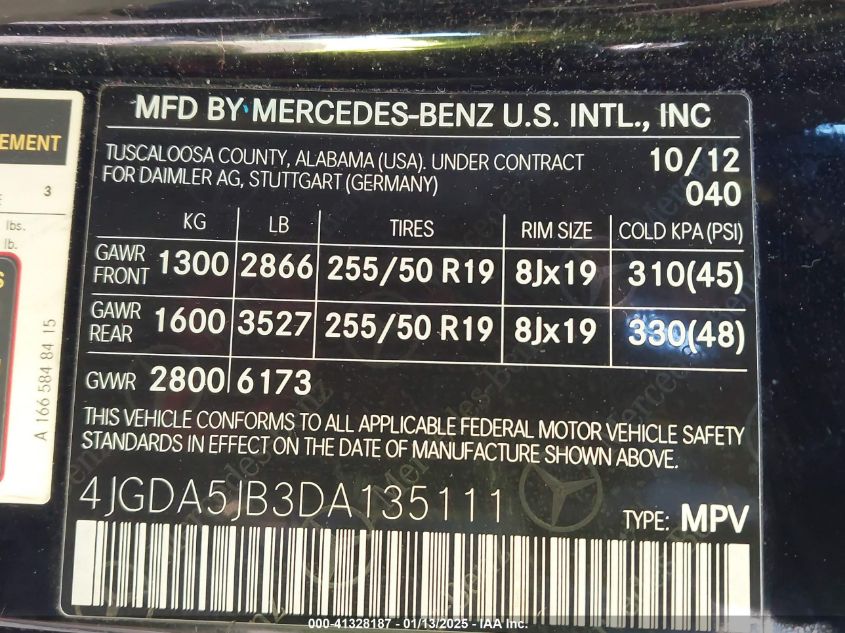 MFD BY MERCEDES-BENZ U.S. INTL., INC
TUSCALOOSA COUNTY, ALABAMA (USA). UNDER CONTRACT
FOR DAIMLER AG, STUTTGART (GERMANY)
10/12
040
KG LB TIRES RIM SIZE COLD KPA (PSI)
GAWR FRONT 1300 2866 255/50 R19 8Jx19 310(45)
GAWR REAR 1600 3527 255/50 R19 8Jx19 330(48)
GVWR 2800 6173
THIS VEHICLE CONFORMS TO ALL APPLICABLE FEDERAL MOTOR VEHICLE SAFETY
STANDARDS IN EFFECT ON THE DATE OF MANUFACTURE SHOWN ABOVE.
4JGDA5JB3DA135111
TYPE: MPV
EMENT
3
lbs.
lb.
A 166 584 84 15
000-41328187 - 01/13/2025 - IAA Inc.